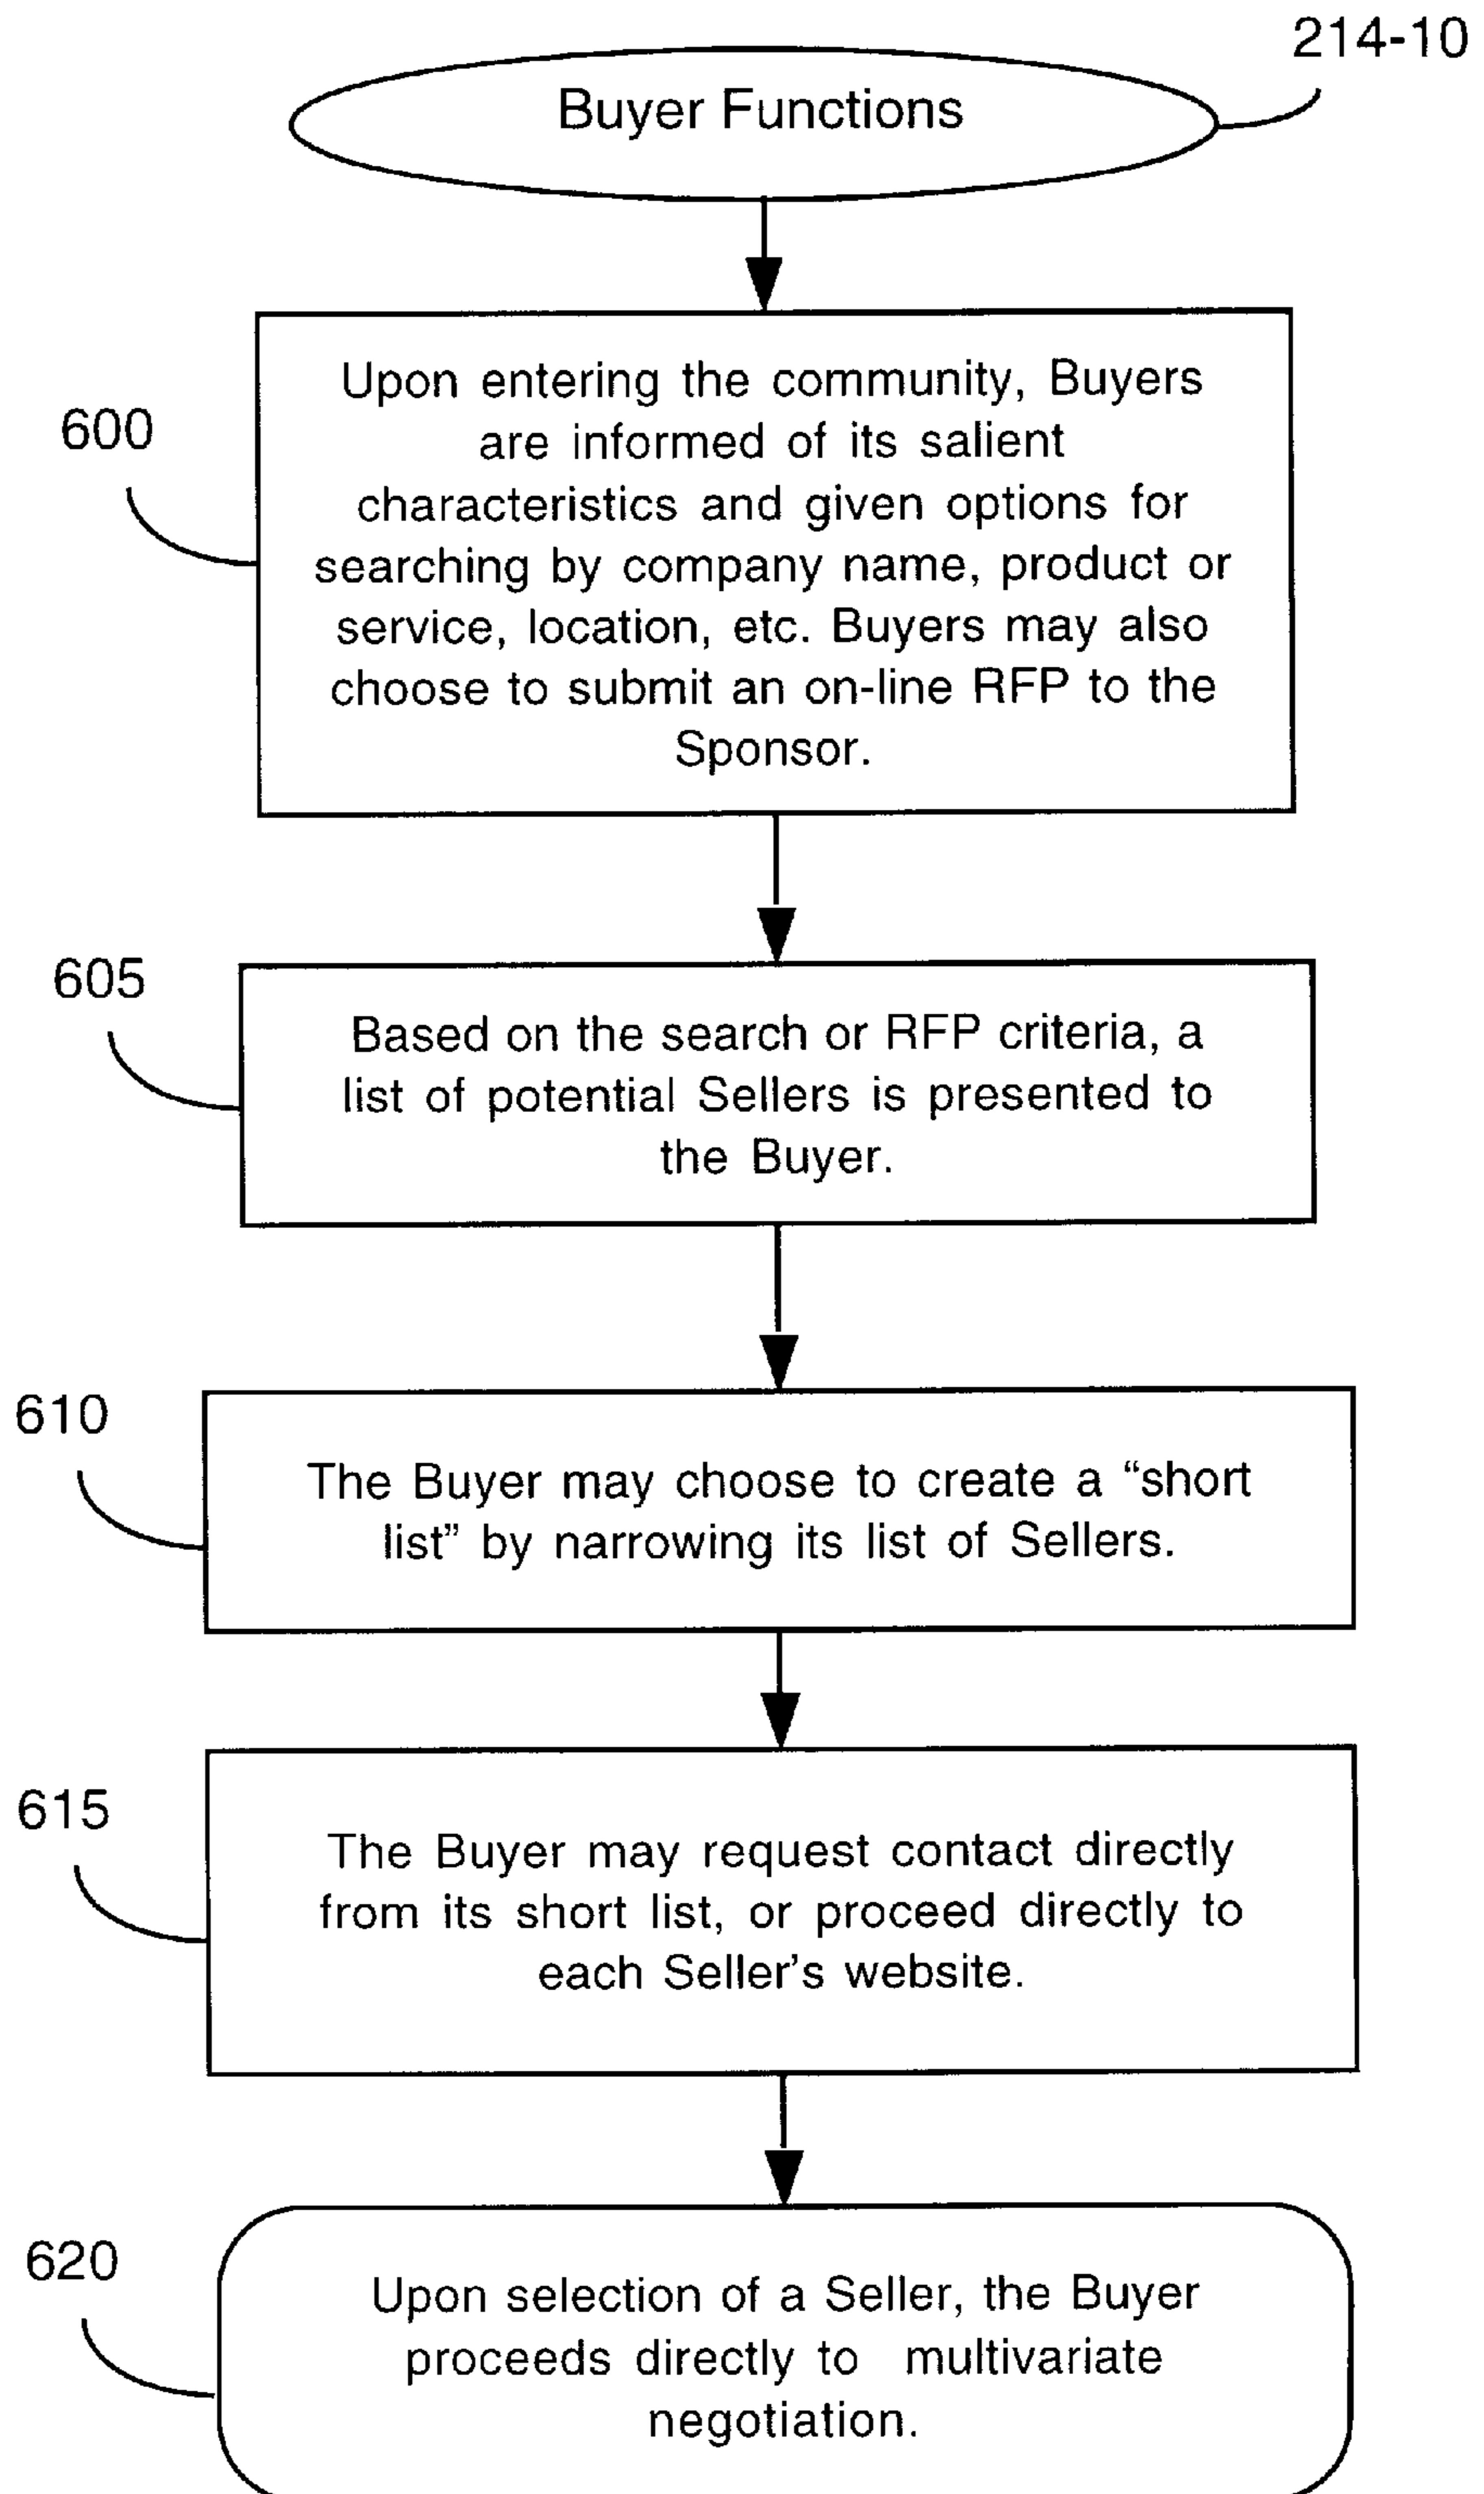 214-10
Buyer Functions
600
Upon entering the community, Buyers
are informed of its salient
characteristics and given options for
searching by company name, product or
service, location, etc. Buyers may also
choose to submit an on-line RFP to the
Sponsor.
605
Based on the search or RFP criteria, a
list of potential Sellers is presented to
the Buyer.
610
The Buyer may choose to create a “short
list” by narrowing its list of Sellers.
615
The Buyer may request contact directly
from its short list, or proceed directly to
each Seller’s website.
620
Upon selection of a Seller, the Buyer
proceeds directly to multivariate
negotiation.